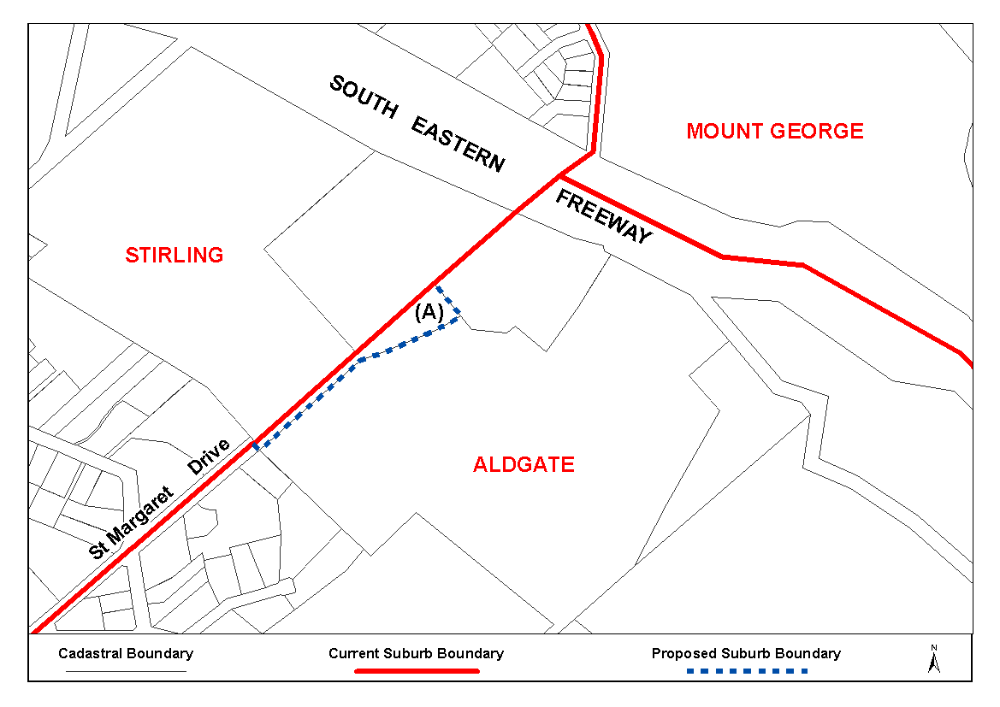 SOUTH EASTERN
FREEWAY
MOUNT GEORGE
STIRLING
(A)
ALDGATE
St Margaret Drive
Cadastral Boundary
Current Suburb Boundary
Proposed Suburb Boundary
N